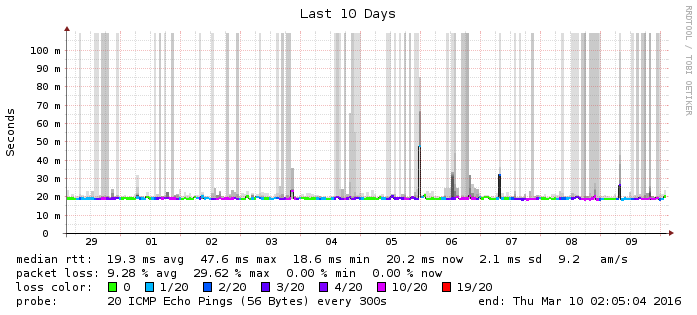 Last 10 Days
RRDTOOL / TOBI OETIKER
Seconds
100 m
90 m
80 m
70 m
60 m
50 m
40 m
30 m
20 m
10 m
0
29 01 02 03 04 05 06 07 08 09
median rtt: 19.3 ms avg 47.6 ms max 18.6 ms min 20.2 ms now 2.1 ms sd 9.2 am/s
packet loss: 9.28 % avg 29.62 % max 0.00 % min 0.00 % now
loss color: 0 1/20 2/20 3/20 4/20 10/20 19/20
probe: 20 ICMP Echo Pings (56 Bytes) every 300s end: Thu Mar 10 02:05:04 2016